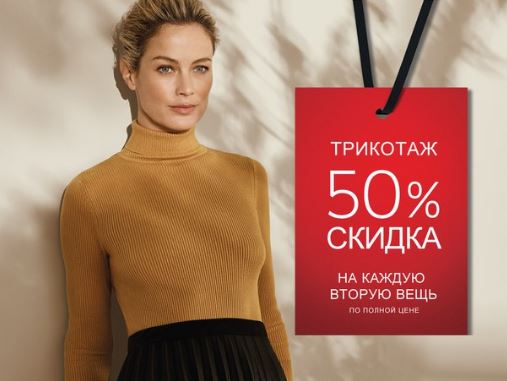 ТРИКОТАЖ
50%
СКИДКА
НА КАЖДУЮ
ВТОРУЮ ВЕЩЬ
ПО ПОЛНОЙ ЦЕНЕ